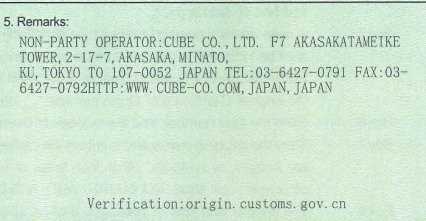 5. Remarks:
NON-PARTY OPERATOR:CUBE CO.,LTD. F7 AKASAKATAMEIKE
TOWER,2-17-7,AKASAKA,MINATO,
KU,TOKYO TO 107-0052 JAPAN TEL:03-6427-0791 FAX:03-
6427-0792HTTP:WWW.CUBE-CO.COM,JAPAN,JAPAN
Verification:origin.customs.gov.cn